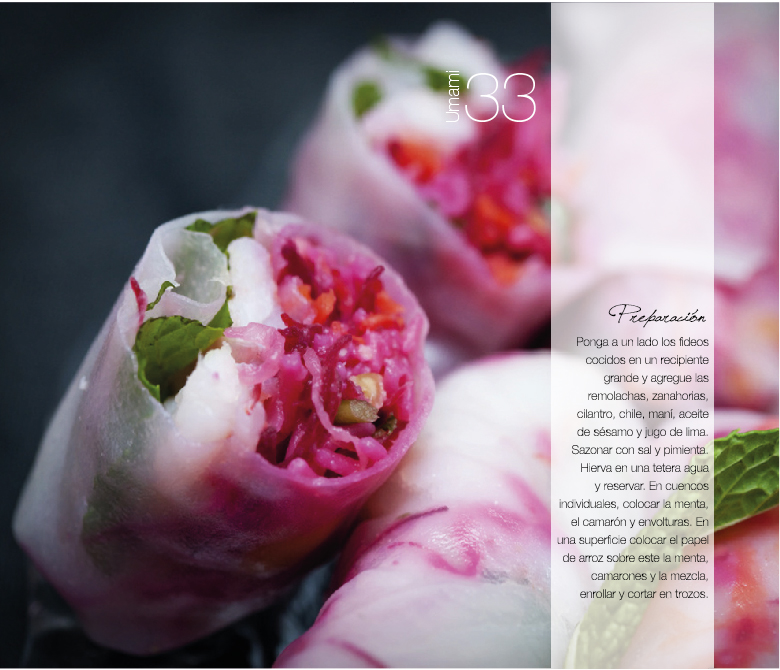 Umami 33
Preparación
Ponga a un lado los fideos
cocidos en un recipiente
grande y agregue las
remolachas, zanahorias,
cilantro, chile, maní, aceite
de sésamo y jugo de lima.
Sazonar con sal y pimienta.
Hierva en una tetera agua
y reservar. En cuencos
individuales, colocar la menta,
el camarón y envolturas. En
una superficie colocar el papel
de arroz sobre este la menta,
camarones y la mezcla,
enrollar y cortar en trozos.